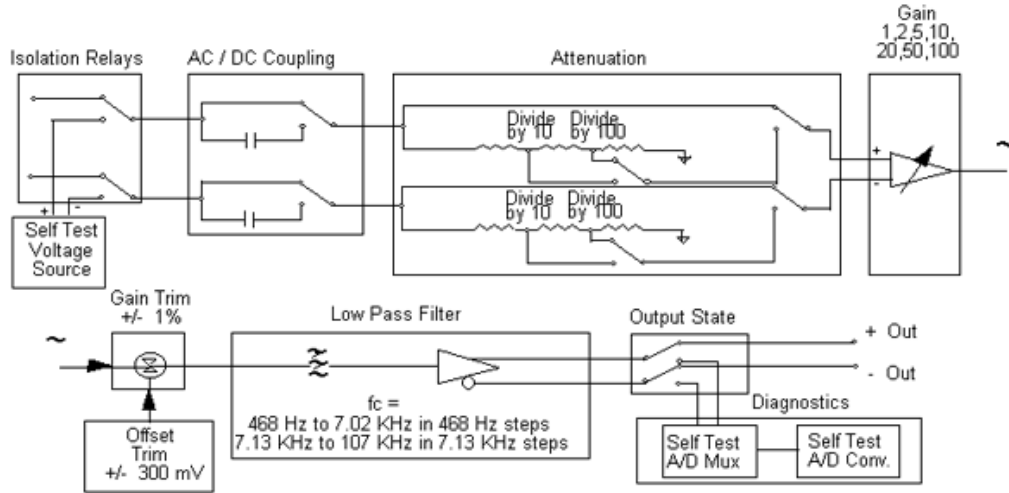 Gain
1,2,5,10,
20,50,100
Isolation Relays
AC / DC Coupling
Attenuation
Divide
by 10
Divide
by 100
+
-
~
Divide
by 10
Divide
by 100
+
-
Self Test
Voltage
Source
Gain Trim
+/- 1%
Low Pass Filter
Output State
~
+ Out
- Out
fc =
468 Hz to 7.02 KHz in 468 Hz steps
7.13 KHz to 107 KHz in 7.13 KHz steps
Diagnostics
Offset
Trim
+/- 300 mV
Self Test
A/D Mux
Self Test
A/D Conv.